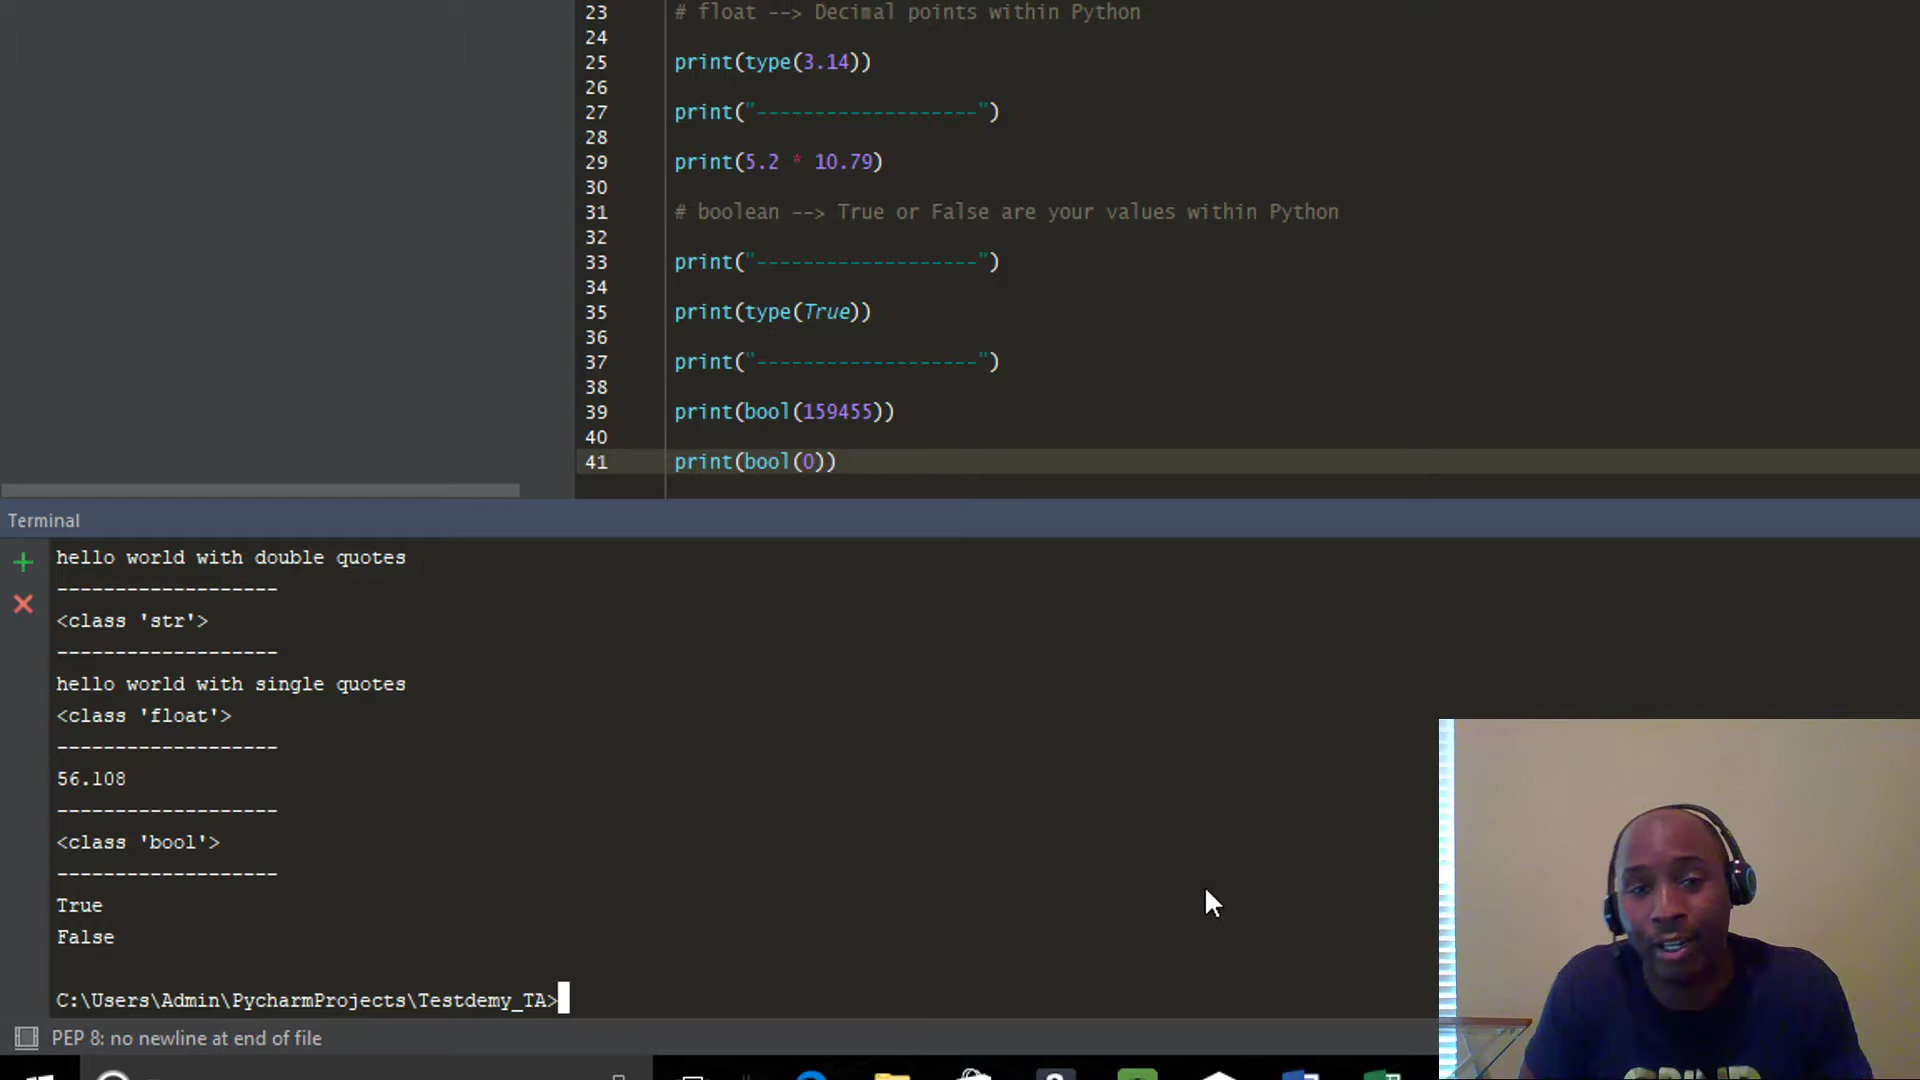 23 # float --> Decimal points within Python
24
25 print(type(3.14))
26
27 print("-------------------")
28
29 print(5.2 * 10.79)
30
31 # boolean --> True or False are your values within Python
32
33 print("-------------------")
34
35 print(type(True))
36
37 print("-------------------")
38
39 print(bool(159455))
40
41 print(bool(0))
Terminal
hello world with double quotes
-------------------
<class 'str'>
-------------------
hello world with single quotes
<class 'float'>
-------------------
56.108
-------------------
<class 'bool'>
-------------------
True
False
C:\Users\Admin\PycharmProjects\Testdemy_TA>
PEP 8: no newline at end of file